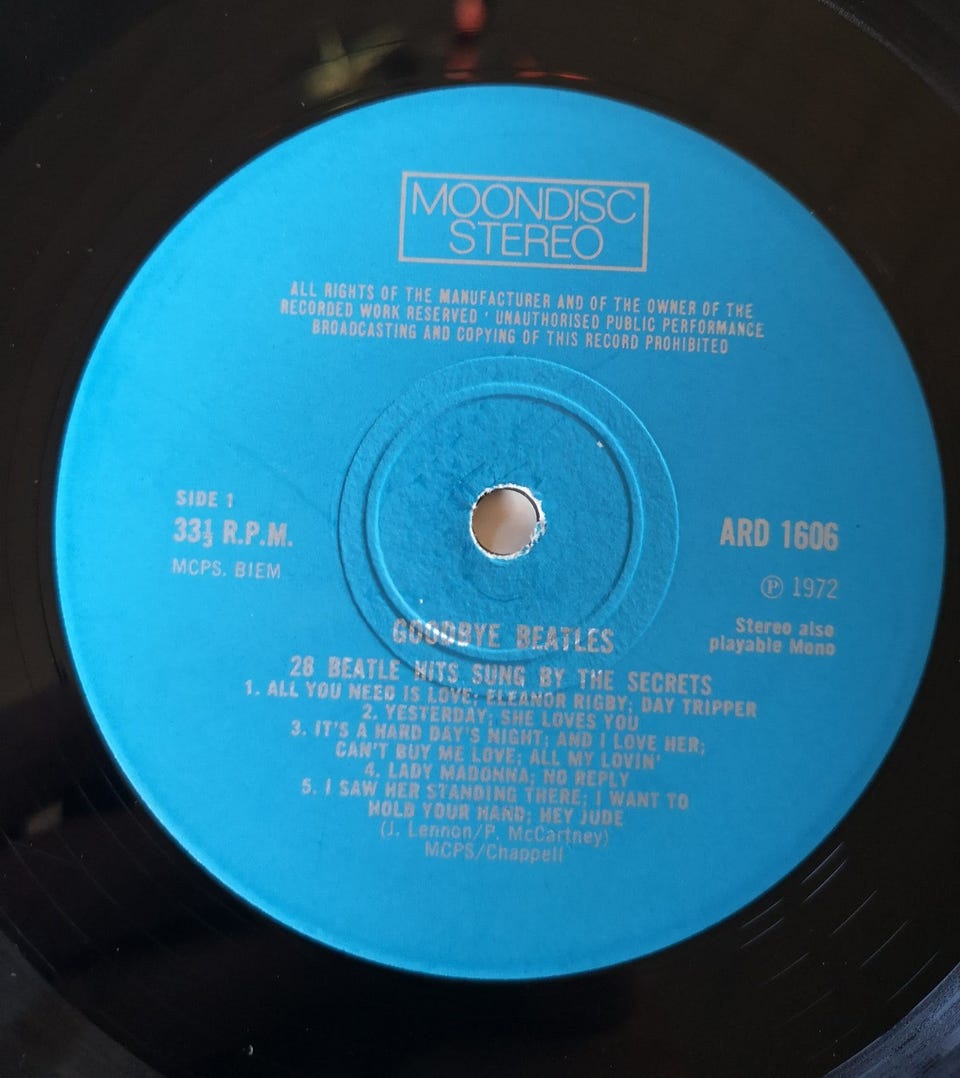 MOONDISC
STEREO
ALL RIGHTS OF THE MANUFACTURER AND OF THE OWNER OF THE
RECORDED WORK RESERVED · UNAUTHORISED PUBLIC PERFORMANCE
BROADCASTING AND COPYING OF THIS RECORD PROHIBITED
SIDE 1
33⅓ R.P.M.
MCPS. BIEM
ARD 1606
Ⓟ 1972
Stereo also
playable Mono
GOODBYE BEATLES
28 BEATLE HITS SUNG BY THE SECRETS
1. ALL YOU NEED IS LOVE; ELEANOR RIGBY; DAY TRIPPER
2. YESTERDAY; SHE LOVES YOU
3. IT'S A HARD DAY'S NIGHT; AND I LOVE HER;
CAN'T BUY ME LOVE; ALL MY LOVIN'
4. LADY MADONNA; NO REPLY
5. I SAW HER STANDING THERE; I WANT TO
HOLD YOUR HAND; HEY JUDE
(J. Lennon/P. McCartney)
MCPS/Chappell